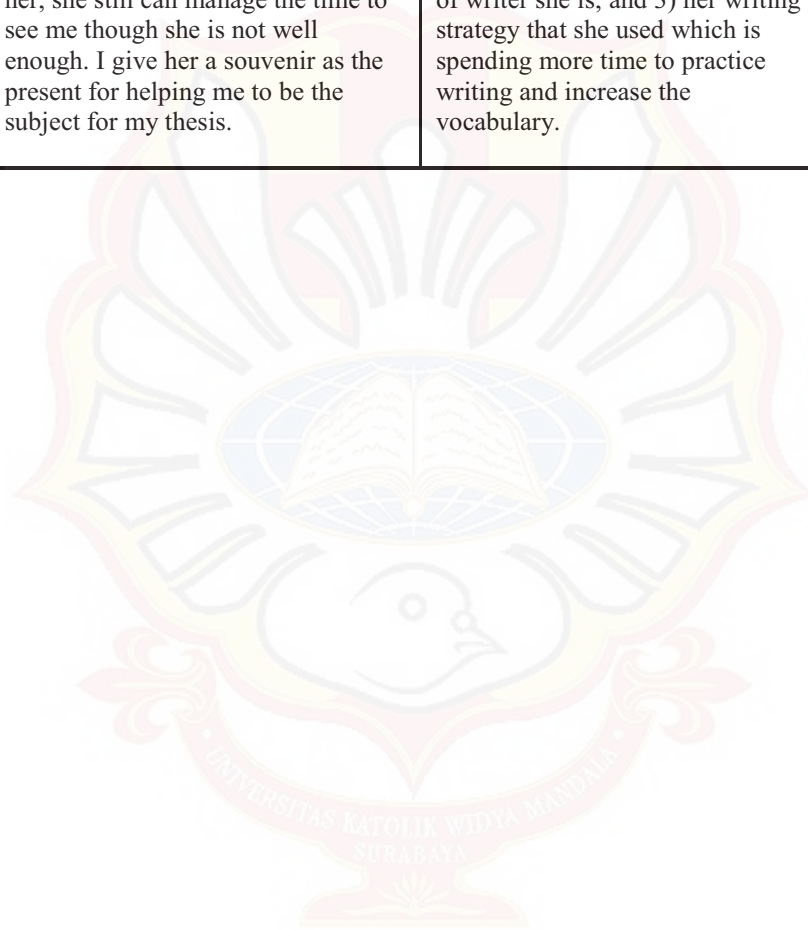 her, she still can manage the time to
see me though she is not well
enough. I give her a souvenir as the
present for helping me to be the
subject for my thesis.
of writer she is, and 3) her writing
strategy that she used which is
spending more time to practice
writing and increase the
vocabulary.
UNIVERSITAS KATOLIK WIDYA MANDALA
SURABAYA